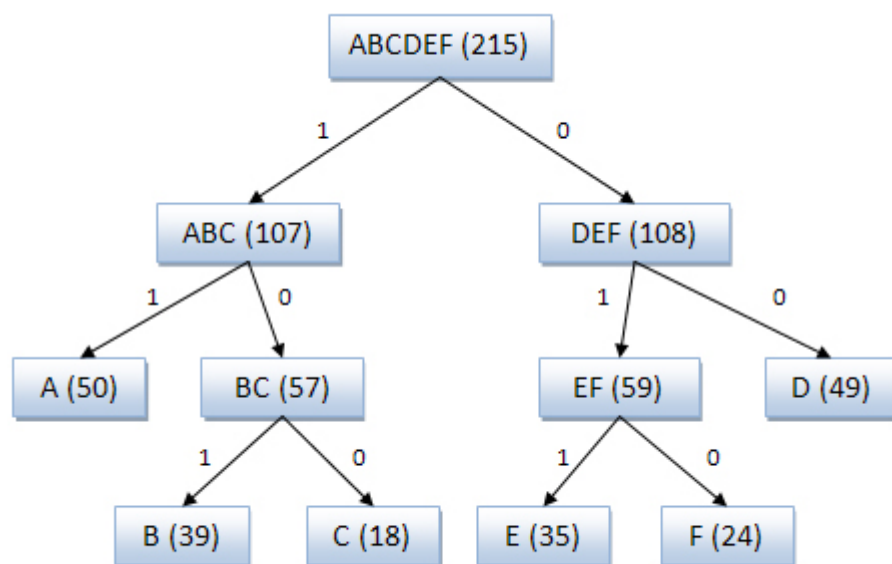 ABCDEF (215)
1 0
ABC (107) DEF (108)
1 0 1 0
A (50) BC (57) EF (59) D (49)
1 0 1 0
B (39) C (18) E (35) F (24)